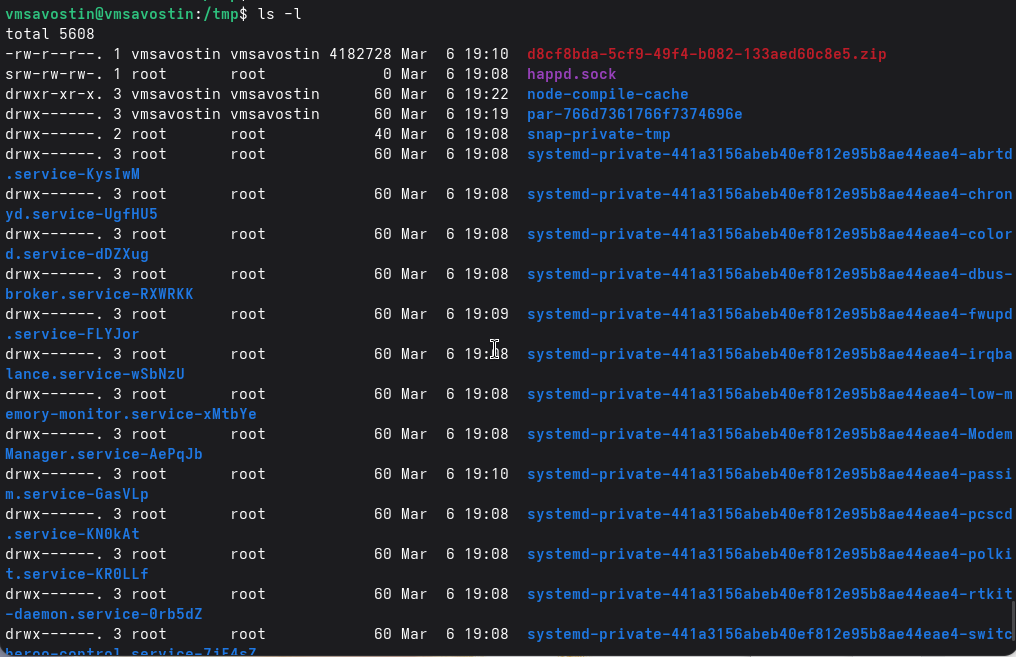 vmsavostin@vmsavostin:/tmp$ ls -l
total 5608
-rw-r--r--. 1 vmsavostin vmsavostin 4182728 Mar  6 19:10  d8cf8bda-5cf9-49f4-b082-133aed60c8e5.zip
srw-rw-rw-. 1 root       root             0 Mar  6 19:08  happd.sock
drwxr-xr-x. 3 vmsavostin vmsavostin      60 Mar  6 19:22  node-compile-cache
drwx------. 3 vmsavostin vmsavostin      60 Mar  6 19:19  par-766d7361766f7374696e
drwx------. 2 root       root            40 Mar  6 19:08  snap-private-tmp
drwx------. 3 root       root            60 Mar  6 19:08  systemd-private-441a3156abeb40ef812e95b8ae44eae4-abrtd
.service-KysIwM
drwx------. 3 root       root            60 Mar  6 19:08  systemd-private-441a3156abeb40ef812e95b8ae44eae4-chron
yd.service-UgfHU5
drwx------. 3 root       root            60 Mar  6 19:08  systemd-private-441a3156abeb40ef812e95b8ae44eae4-color
d.service-dDZXug
drwx------. 3 root       root            60 Mar  6 19:08  systemd-private-441a3156abeb40ef812e95b8ae44eae4-dbus-
broker.service-RXWRKK
drwx------. 3 root       root            60 Mar  6 19:09  systemd-private-441a3156abeb40ef812e95b8ae44eae4-fwupd
.service-FLYJor
drwx------. 3 root       root            60 Mar  6 19:08  systemd-private-441a3156abeb40ef812e95b8ae44eae4-irqba
lance.service-wSbNzU
drwx------. 3 root       root            60 Mar  6 19:08  systemd-private-441a3156abeb40ef812e95b8ae44eae4-low-m
emory-monitor.service-xMtbYe
drwx------. 3 root       root            60 Mar  6 19:08  systemd-private-441a3156abeb40ef812e95b8ae44eae4-Modem
Manager.service-AePqJb
drwx------. 3 root       root            60 Mar  6 19:10  systemd-private-441a3156abeb40ef812e95b8ae44eae4-passi
m.service-GasVLp
drwx------. 3 root       root            60 Mar  6 19:08  systemd-private-441a3156abeb40ef812e95b8ae44eae4-pcscd
.service-KN0kAt
drwx------. 3 root       root            60 Mar  6 19:08  systemd-private-441a3156abeb40ef812e95b8ae44eae4-polki
t.service-KR0LLf
drwx------. 3 root       root            60 Mar  6 19:08  systemd-private-441a3156abeb40ef812e95b8ae44eae4-rtkit
-daemon.service-0rb5dZ
drwx------. 3 root       root            60 Mar  6 19:08  systemd-private-441a3156abeb40ef812e95b8ae44eae4-switc